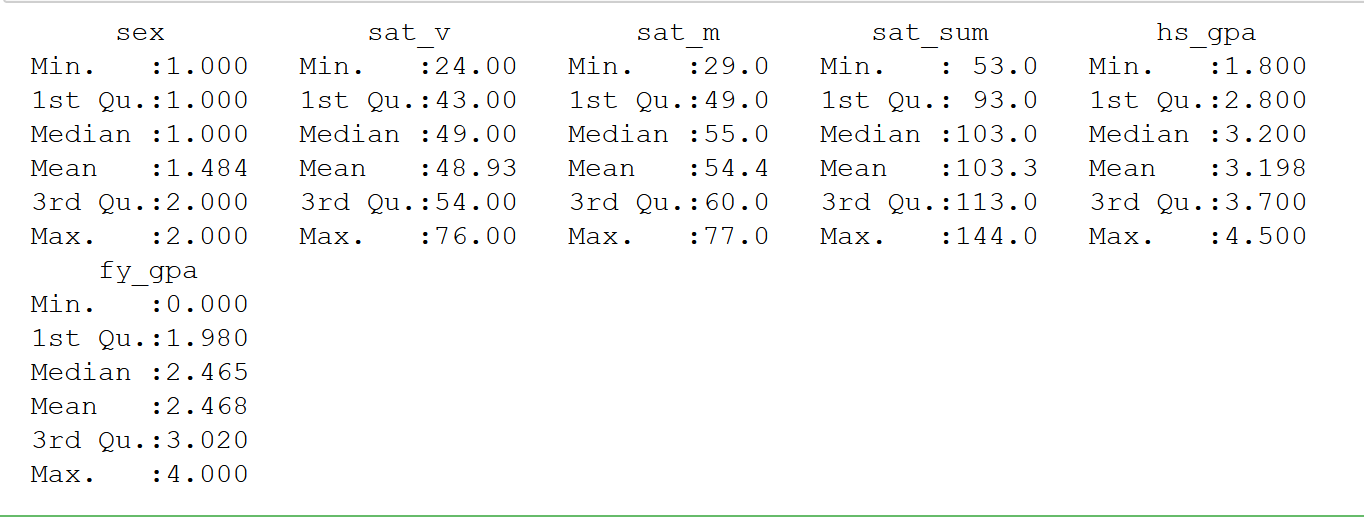 sex            sat_v           sat_m          sat_sum          hs_gpa     
 Min.   :1.000   Min.   :24.00   Min.   :29.0   Min.   : 53.0   Min.   :1.800  
 1st Qu.:1.000   1st Qu.:43.00   1st Qu.:49.0   1st Qu.: 93.0   1st Qu.:2.800  
 Median :1.000   Median :49.00   Median :55.0   Median :103.0   Median :3.200  
 Mean   :1.484   Mean   :48.93   Mean   :54.4   Mean   :103.3   Mean   :3.198  
 3rd Qu.:2.000   3rd Qu.:54.00   3rd Qu.:60.0   3rd Qu.:113.0   3rd Qu.:3.700  
 Max.   :2.000   Max.   :76.00   Max.   :77.0   Max.   :144.0   Max.   :4.500  
     fy_gpa     
 Min.   :0.000  
 1st Qu.:1.980  
 Median :2.465  
 Mean   :2.468  
 3rd Qu.:3.020  
 Max.   :4.000